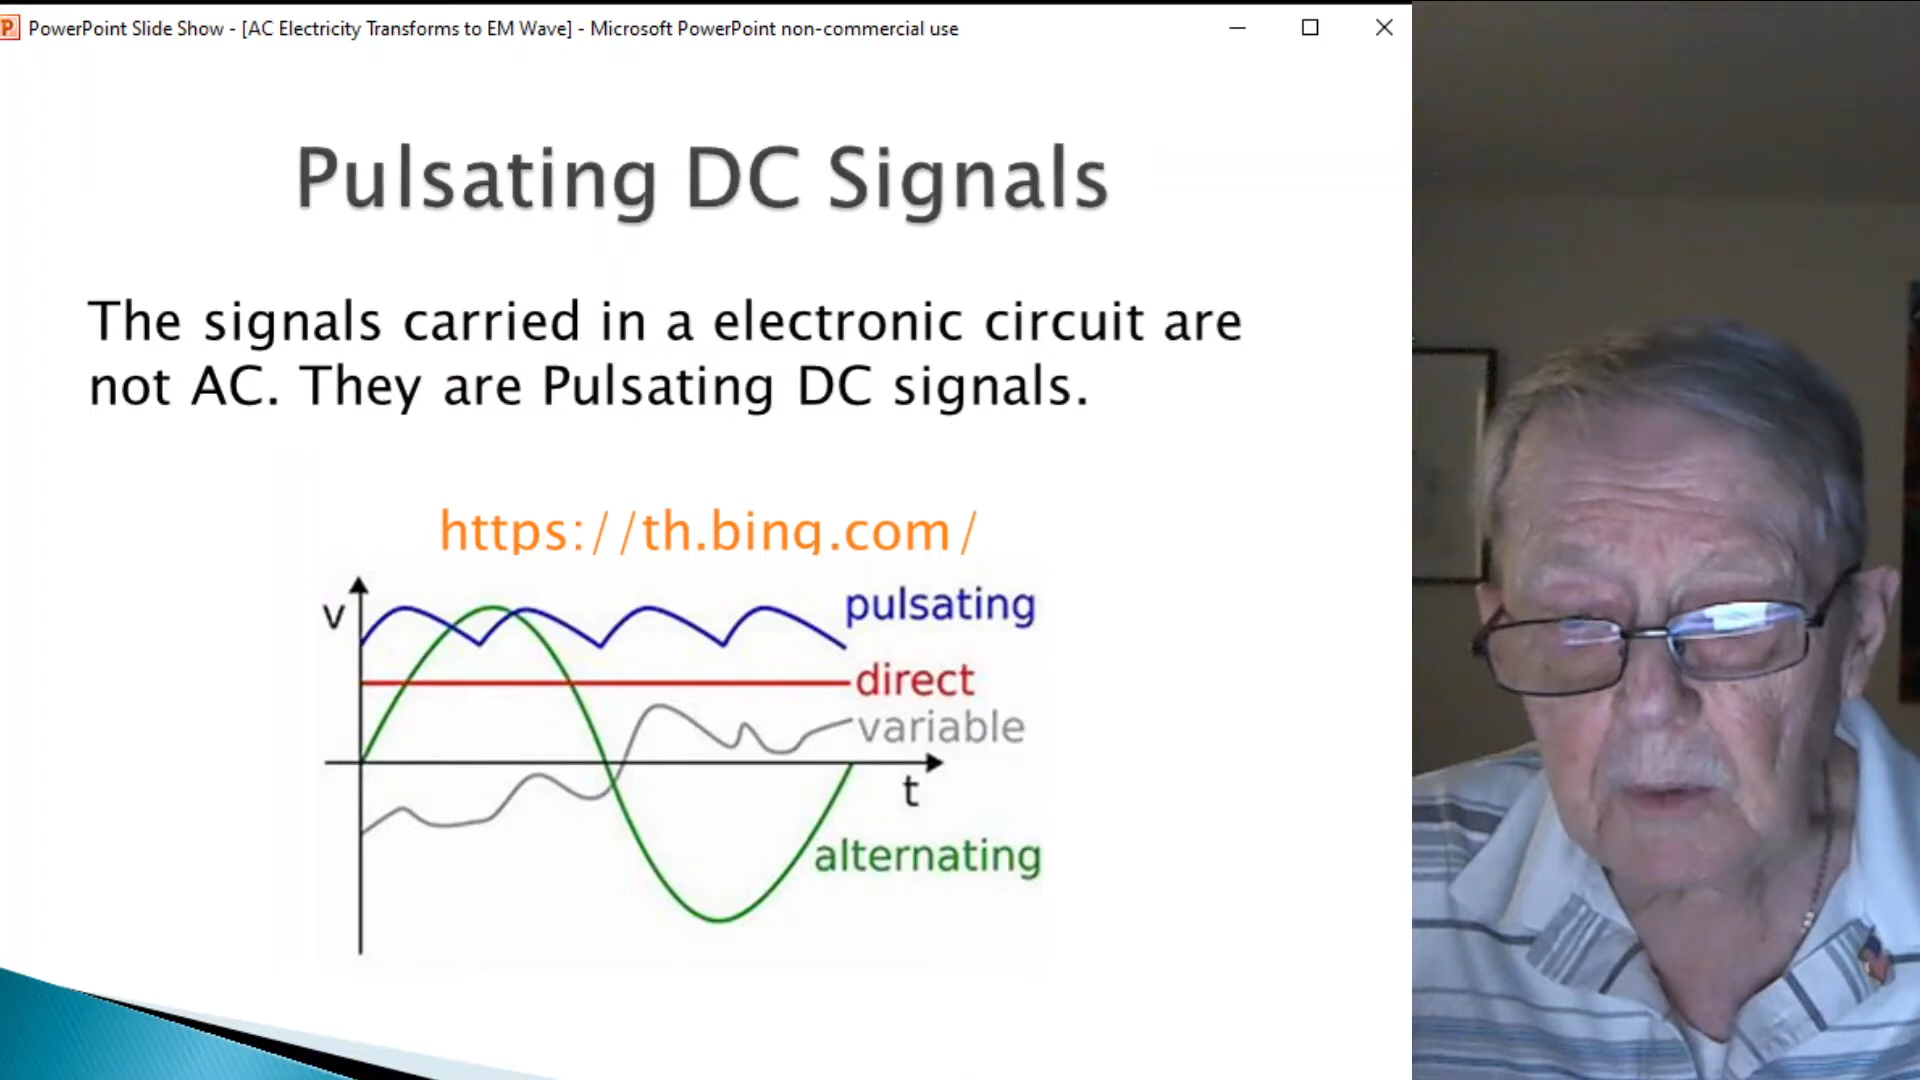 PowerPoint Slide Show - [AC Electricity Transforms to EM Wave] - Microsoft PowerPoint non-commercial use
Pulsating DC Signals
The signals carried in a electronic circuit are
not AC. They are Pulsating DC signals.
https://th.bing.com/
v
pulsating
direct
variable
t
alternating